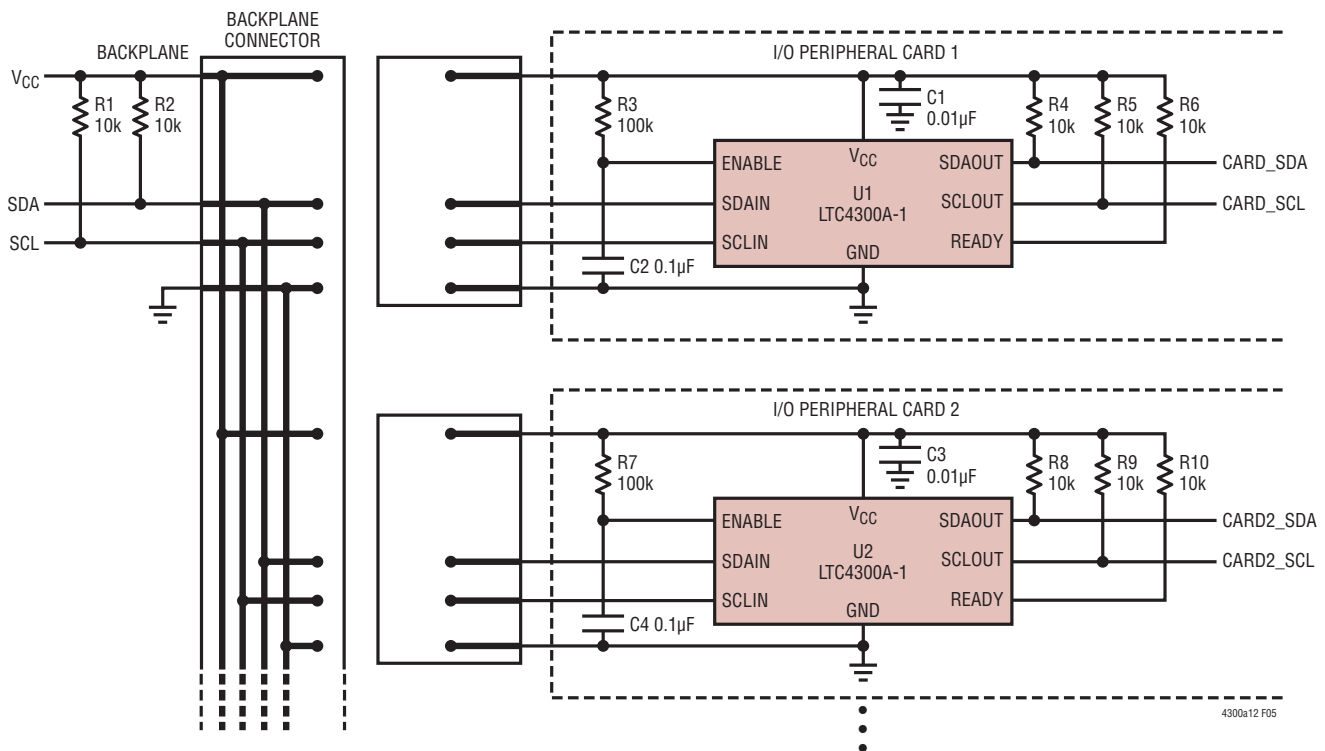 BACKPLANE
CONNECTOR
BACKPLANE
VCC
R1
10k
R2
10k
SDA
SCL
I/O PERIPHERAL CARD 1
R3
100k
C1
0.01µF
R4
10k
R5
10k
R6
10k
ENABLE
VCC
SDAOUT
CARD_SDA
U1
LTC4300A-1
SDAIN
SCLOUT
CARD_SCL
SCLIN
GND
READY
C2 0.1µF
I/O PERIPHERAL CARD 2
R7
100k
C3
0.01µF
R8
10k
R9
10k
R10
10k
ENABLE
VCC
SDAOUT
CARD2_SDA
U2
LTC4300A-1
SDAIN
SCLOUT
CARD2_SCL
SCLIN
GND
READY
C4 0.1µF
4300a12 F05